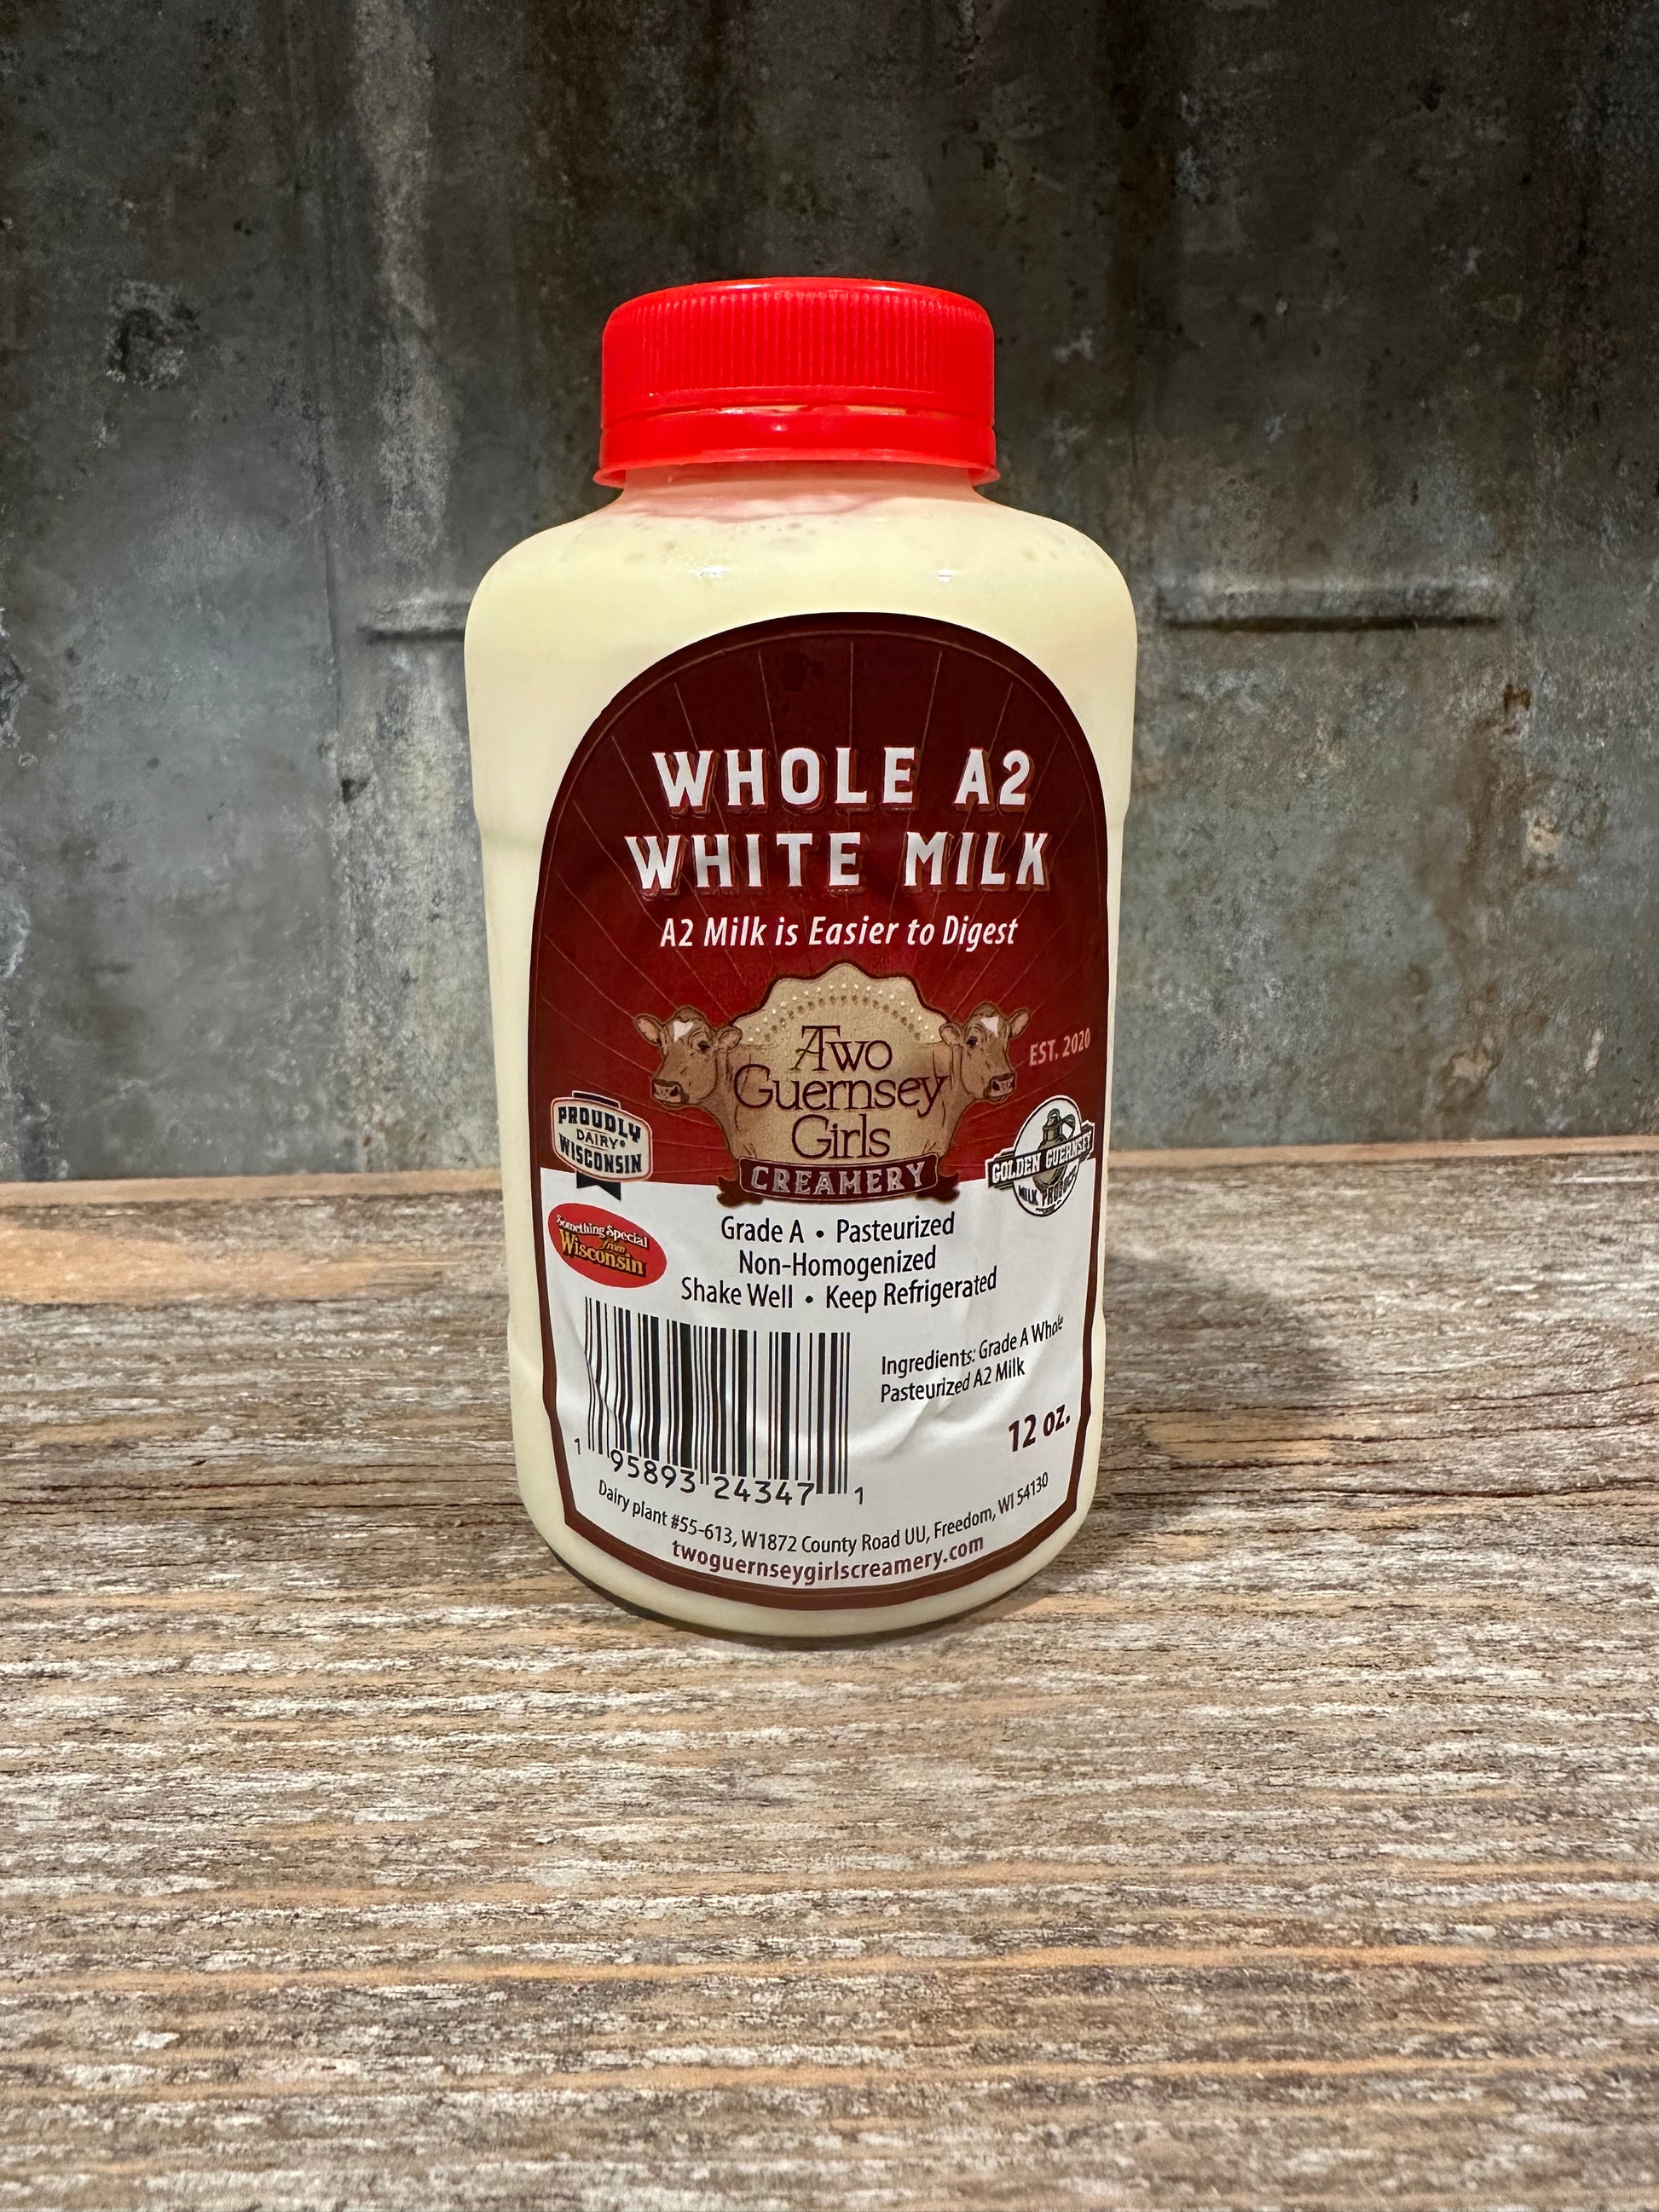 WHOLE A2
WHITE MILK
A2 Milk is Easier to Digest
Two
Guernsey
Girls
CREAMERY
EST. 2020
PROUDLY
WISCONSIN
DAIRY®
GOLDEN GUERNSEY
MILK PRODUCTS
Something Special
from
Wisconsin
Grade A • Pasteurized
Non-Homogenized
Shake Well • Keep Refrigerated
Ingredients: Grade A Whole
Pasteurized A2 Milk
12 oz.
1 95893 24347 1
Dairy plant #55-613, W1872 County Road UU, Freedom, WI 54130
twoguernseygirlscreamery.com